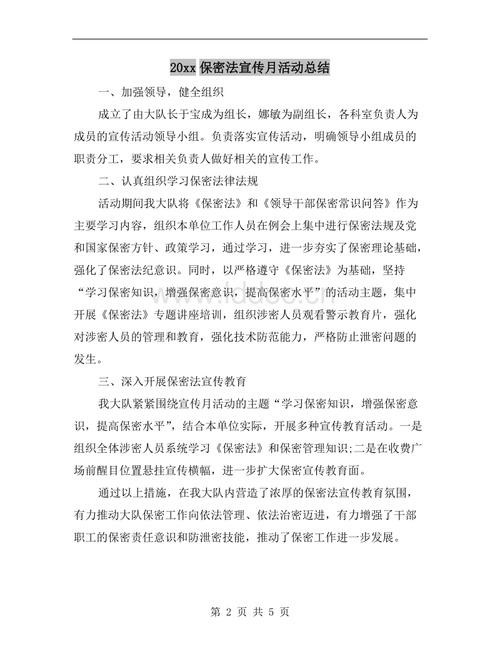 20xx 保密法宣传月活动总结
一、加强领导，健全组织
成立了由大队长于宝成为组长，娜敏为副组长，各科室负责人为
成员的宣传活动领导小组。负责落实宣传活动，明确领导小组成员的
职责分工，要求相关负责人做好相关的宣传工作。
二、认真组织学习保密法律法规
活动期间我大队将《保密法》和《领导干部保密常识问答》作为
主要学习内容，组织本单位工作人员在例会上集中进行保密法规及党
和国家保密方针、政策学习，通过学习，进一步夯实了保密理论基础，
强化了保密法纪意识。同时，以严格遵守《保密法》为基础，坚持
“学习保密知识，增强保密意识，提高保密水平”的活动主题，集中
开展《保密法》专题讲座培训，组织涉密人员观看警示教育片，强化
对涉密人员的管理和教育，强化技术防范能力，严格防止泄密问题的
发生。
三、深入开展保密法宣传教育
我大队紧紧围绕宣传月活动的主题“学习保密知识，增强保密意
识，提高保密水平”，结合本单位实际，开展多种宣传教育活动。一是
组织全体涉密人员系统学习《保密法》和保密管理知识;二是在收费广
场前醒目位置悬挂宣传横幅，进一步扩大保密宣传教育面。
通过以上措施，在我大队内营造了浓厚的保密法宣传教育氛围，
有力推动大队保密工作向依法管理、依法治密迈进，有力增强了干部
职工的保密责任意识和防泄密技能，推动了保密工作进一步发展。
第 2 页 共 5 页